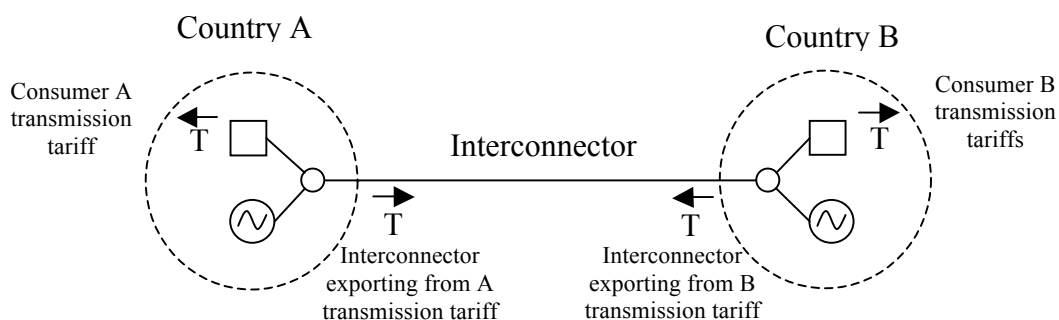 Country A
Country B
Consumer A
transmission
tariff
T
Interconnector
T
Consumer B
transmission
tariffs
T
Interconnector
exporting from A
transmission tariff
T
Interconnector
exporting from B
transmission tariff